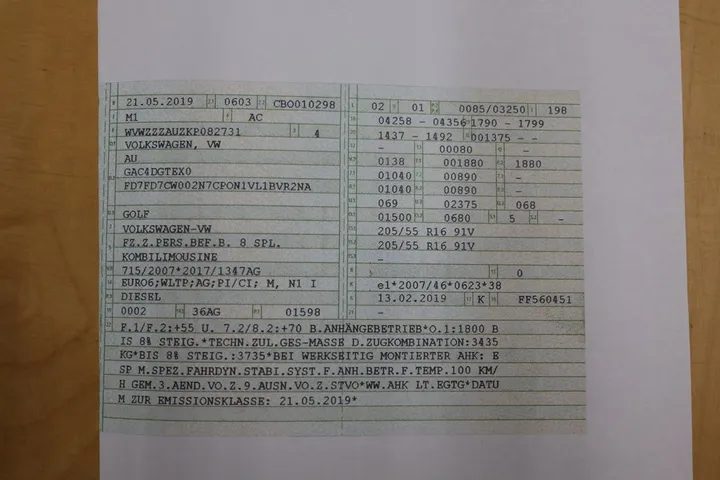 21.05.2019 0603 CBO010298
M1 AC
WVWZZZAUZKP082731 4
VOLKSWAGEN, VW
AU
GAC4DGTEX0
FD7FD7CW002N7CPON1VL1BVR2NA
GOLF
VOLKSWAGEN-VW
FZ.Z.PERS.BEF.B. 8 SPL.
KOMBILIMOUSINE
715/2007*2017/1347AG
EURO6;WLTP;AG;PI/CI; M, N1 I
DIESEL
0002 36AG 01598
02 01 0085/03250 198
04258 - 04356 1790 - 1799
1437 - 1492 001375 - -
- 00080 -
0138 001880 1880
01040 00890 -
01040 00890 -
069 02375 068
01500 0680 5 -
205/55 R16 91V
205/55 R16 91V
-
0
e1*2007/46*0623*38
13.02.2019 K FF560451
-
F.1/F.2:+55 U. 7.2/8.2:+70 B.ANHÄNGEBETRIEB*O.1:1800 B
IS 8% STEIG.*TECHN.ZUL.GES-MASSE D.ZUGKOMBINATION:3435
KG*BIS 8% STEIG.:3735*BEI WERKSEITIG MONTIERTER AHK: E
SP M.SPEZ.FAHRDYN.STABI.SYST.F.ANH.BETR.F.TEMP.100 KM/
H GEM.3.AEND.VO.Z.9.AUSN.VO.Z.STVO*WW.AHK LT.EGTG*DATU
M ZUR EMISSIONSKLASSE: 21.05.2019*